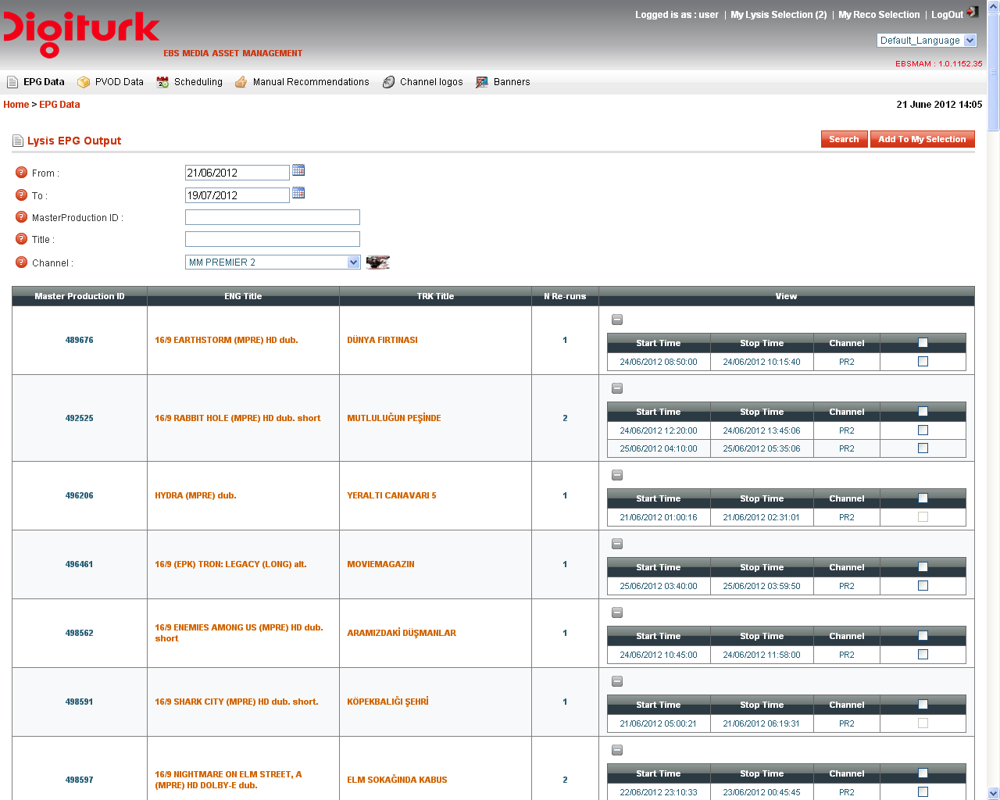 Digiturk
EBS MEDIA ASSET MANAGEMENT
Logged is as : user | My Lysis Selection (2) | My Reco Selection | LogOut
Default_Language
EBSMAM : 1.0.1152.35
EPG Data PVOD Data Scheduling Manual Recommendations Channel logos Banners
Home > EPG Data
21 June 2012 14:05
Lysis EPG Output
Search Add To My Selection
? From : 21/06/2012
? To : 19/07/2012
? MasterProduction ID :
? Title :
? Channel : MM PREMIER 2
Master Production ID ENG Title TRK Title N Re-runs View
489676 16/9 EARTHSTORM (MPRE) HD dub. DÜNYA FIRTINASI 1
Start Time Stop Time Channel
24/06/2012 08:50:00 24/06/2012 10:15:40 PR2
492525 16/9 RABBIT HOLE (MPRE) HD dub. short MUTLULUĞUN PEŞİNDE 2
Start Time Stop Time Channel
24/06/2012 12:20:00 24/06/2012 13:45:06 PR2
25/06/2012 04:10:00 25/06/2012 05:35:06 PR2
496206 HYDRA (MPRE) dub. YERALTI CANAVARI 5 1
Start Time Stop Time Channel
21/06/2012 01:00:16 21/06/2012 02:31:01 PR2
496461 16/9 (EPK) TRON: LEGACY (LONG) alt. MOVIEMAGAZIN 1
Start Time Stop Time Channel
25/06/2012 03:40:00 25/06/2012 03:59:50 PR2
498562 16/9 ENEMIES AMONG US (MPRE) HD dub.
short ARAMIZDAKİ DÜŞMANLAR 1
Start Time Stop Time Channel
24/06/2012 10:45:00 24/06/2012 11:58:00 PR2
498591 16/9 SHARK CITY (MPRE) HD dub. short. KÖPEKBALIĞI ŞEHRİ 1
Start Time Stop Time Channel
21/06/2012 05:00:21 21/06/2012 06:19:31 PR2
498597 16/9 NIGHTMARE ON ELM STREET, A
(MPRE) HD DOLBY-E dub. ELM SOKAĞINDA KABUS 2
Start Time Stop Time Channel
22/06/2012 23:10:33 23/06/2012 00:45:45 PR2